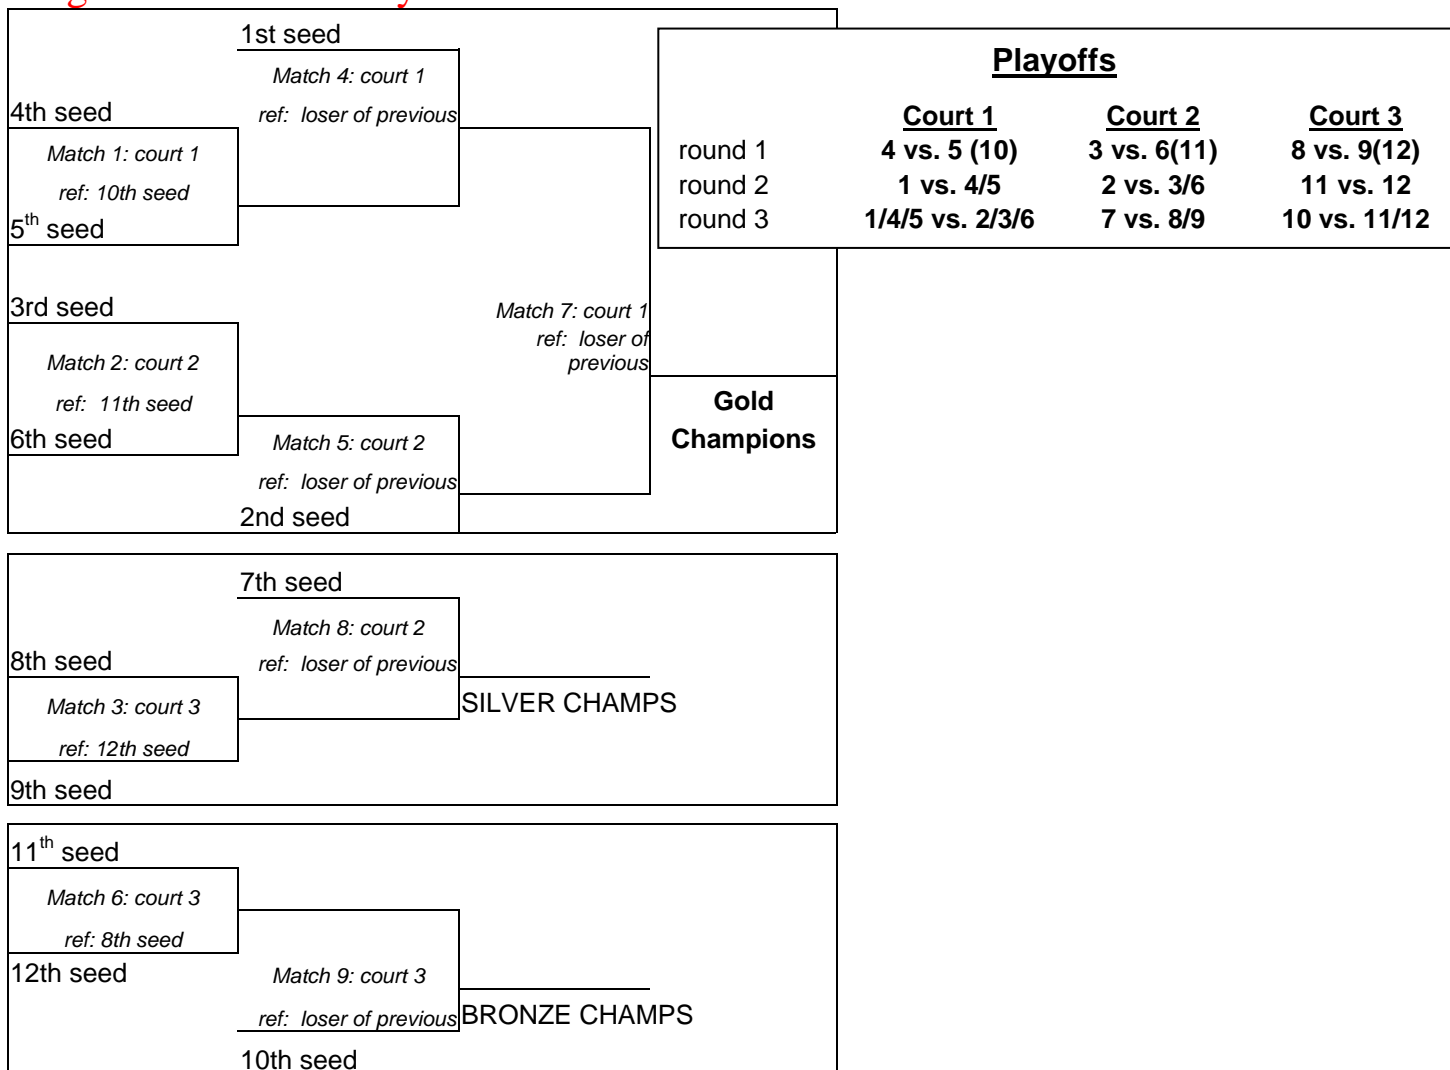 1st seed
Match 4: court 1
4th seed
ref: loser of previous
Match 1: court 1
ref: 10th seed
5th seed
3rd seed
Match 7: court 1
ref: loser of
previous
Match 2: court 2
ref: 11th seed
6th seed
Match 5: court 2
ref: loser of previous
2nd seed
Gold
Champions
Playoffs
Court 1 Court 2 Court 3
round 1 4 vs. 5 (10) 3 vs. 6(11) 8 vs. 9(12)
round 2 1 vs. 4/5 2 vs. 3/6 11 vs. 12
round 3 1/4/5 vs. 2/3/6 7 vs. 8/9 10 vs. 11/12
7th seed
Match 8: court 2
8th seed
ref: loser of previous
Match 3: court 3
SILVER CHAMPS
ref: 12th seed
9th seed
11th seed
Match 6: court 3
ref: 8th seed
12th seed
Match 9: court 3
ref: loser of previous
BRONZE CHAMPS
10th seed